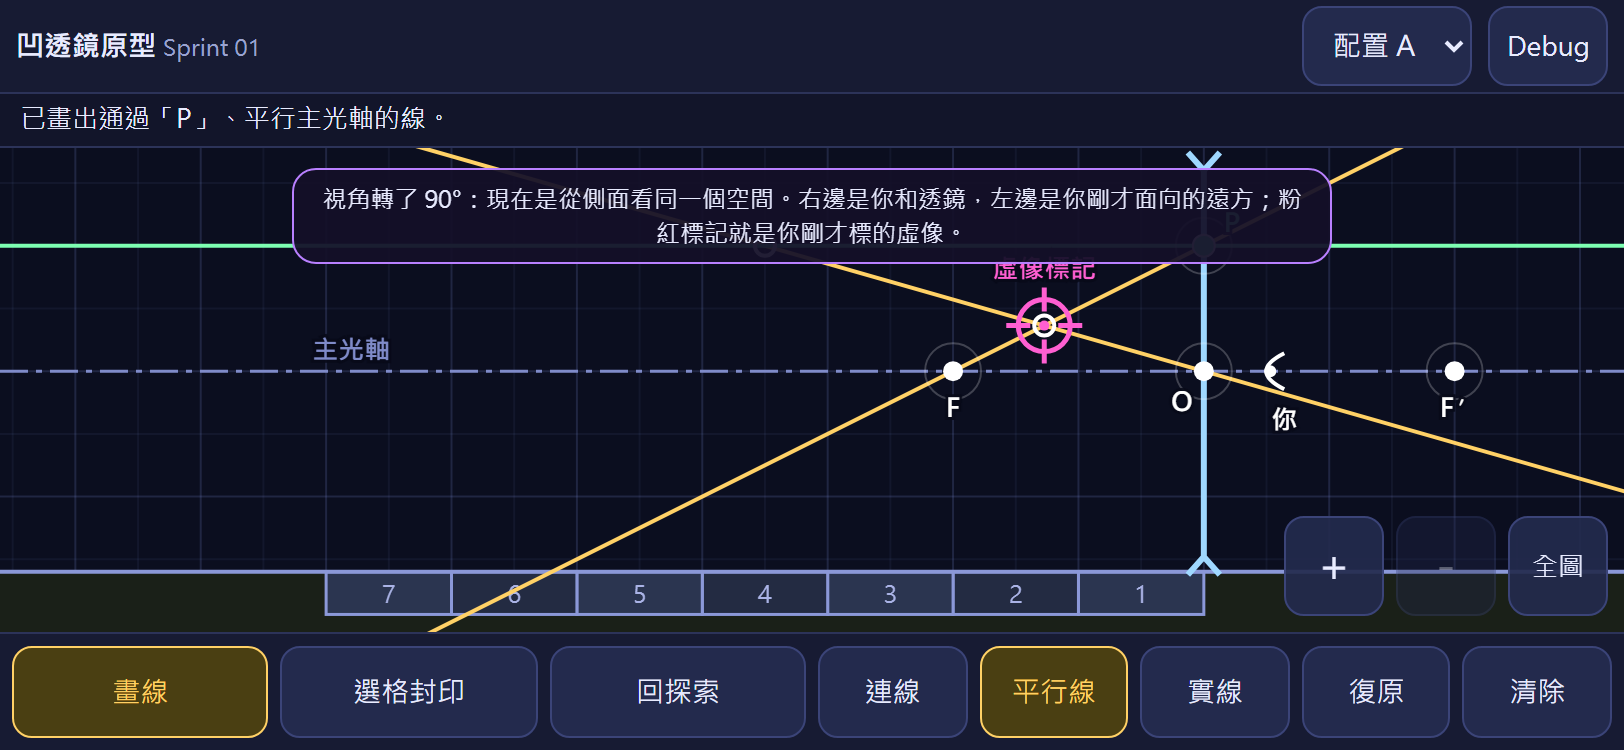 凹透鏡原型 Sprint 01
配置 A
Debug
已畫出通過「P」、平行主光軸的線。
視角轉了 90°：現在是從側面看同一個空間。右邊是你和透鏡，左邊是你剛才面向的遠方；粉
紅標記就是你剛才標的虛像。
P
虛像標記
主光軸
F
O
你
F′
+
-
全圖
7
6
5
4
3
2
1
畫線
選格封印
回探索
連線
平行線
實線
復原
清除